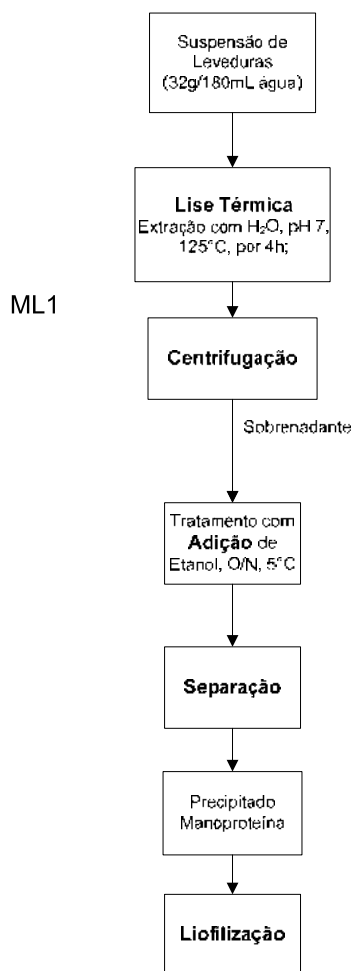 Suspensão de
Leveduras
(32g/180mL água)
Lise Térmica
Extração com H₂O, pH 7,
125°C, por 4h;
ML1
Centrifugação
Sobrenadante
Tratamento com
Adição de
Etanol, O/N, 5°C
Separação
Precipitado
Manoproteína
Liofilização